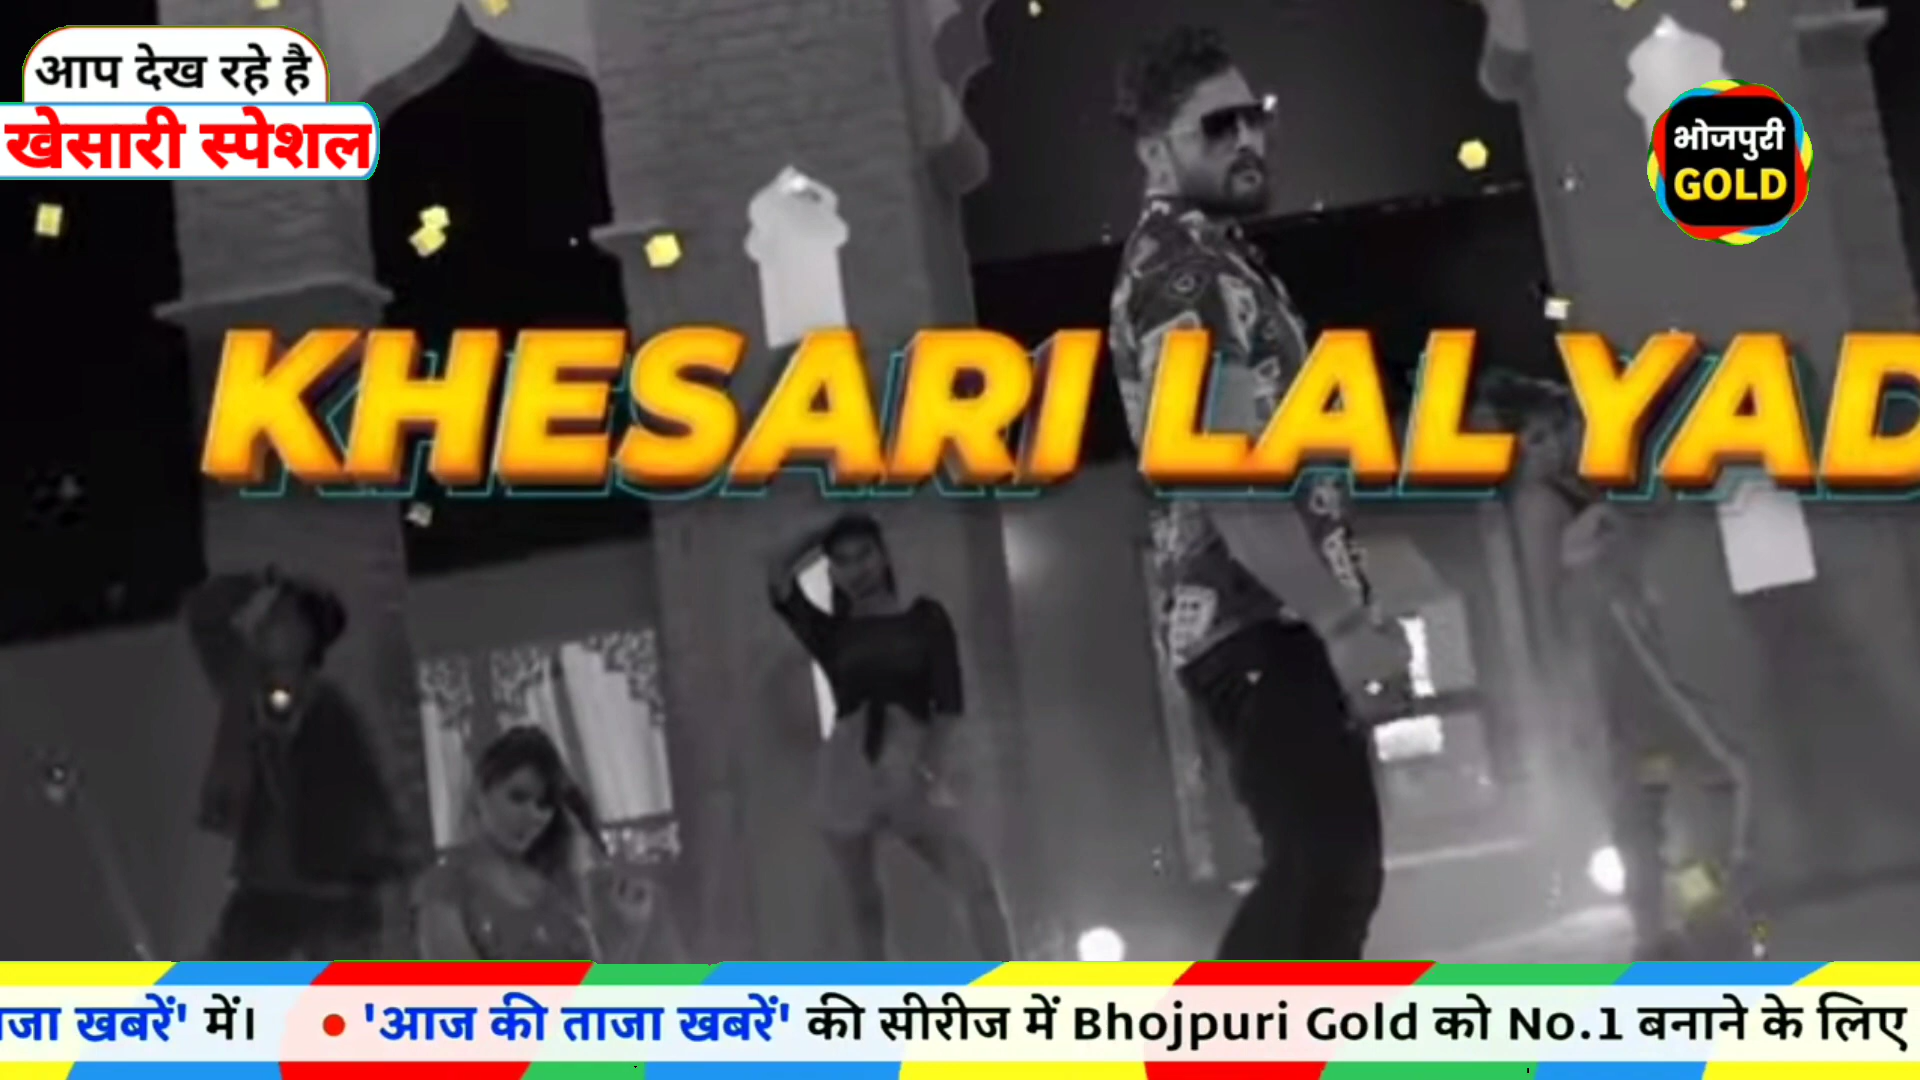 आप देख रहे है
खेसारी स्पेशल
भोजपुरी
GOLD
KHESARI LAL YAD
जा खबरें' में। • 'आज की ताजा खबरें' की सीरीज में Bhojpuri Gold को No.1 बनाने के लिए